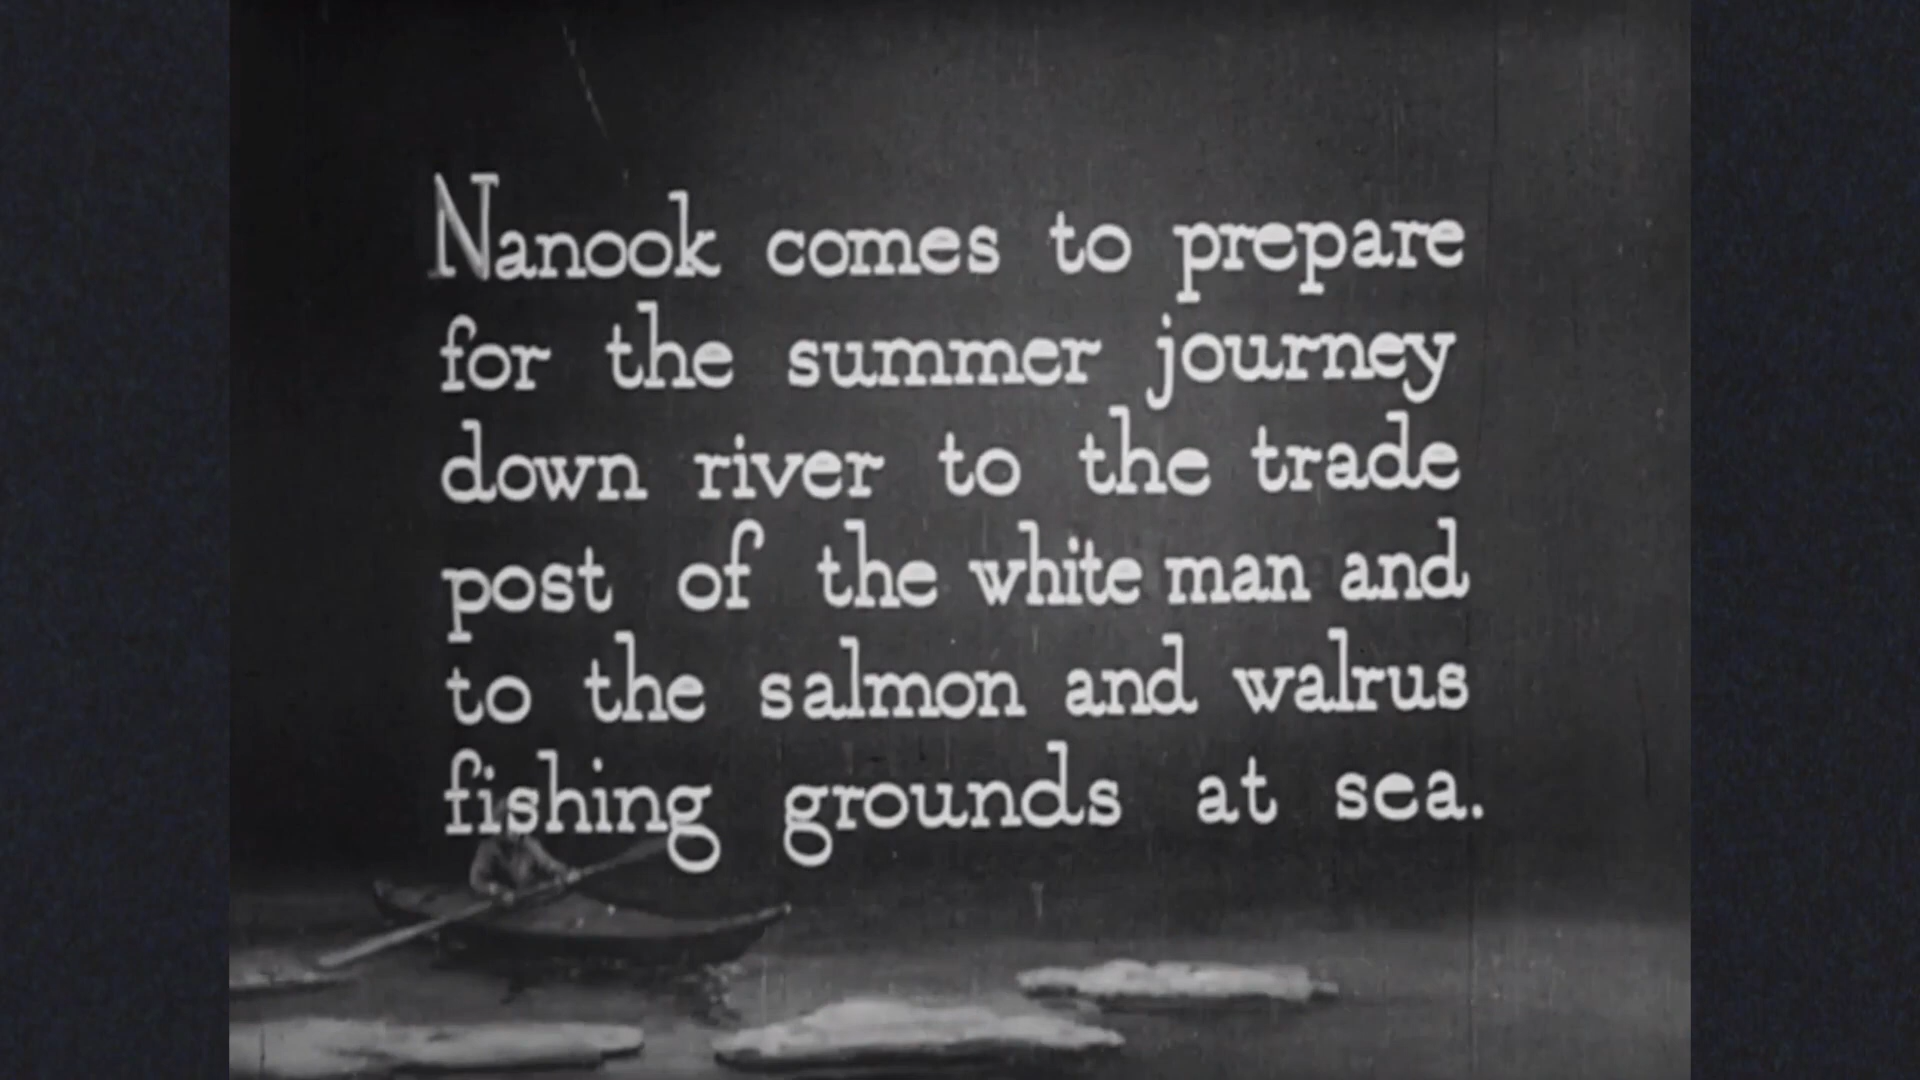 Nanook comes to prepare
for the summer journey
down river to the trade
post of the white man and
to the salmon and walrus
fishing grounds at sea.